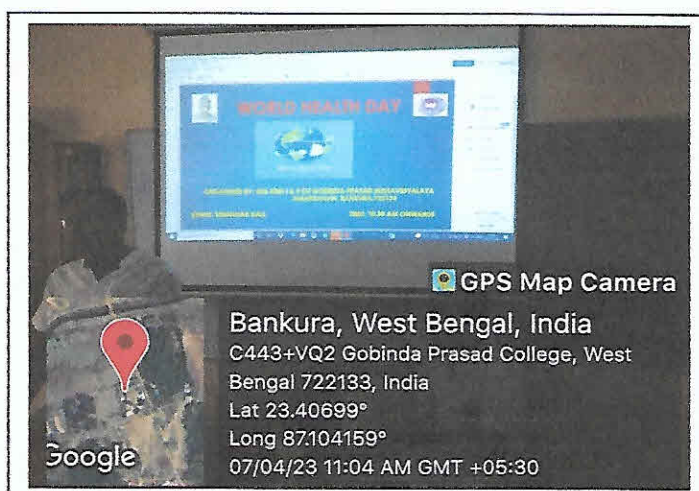 WORLD HEALTH DAY
GPS Map Camera
Bankura, West Bengal, India
C443+VQ2 Gobinda Prasad College, West
Bengal 722133, India
Lat 23.40699°
Long 87.104159°
07/04/23 11:04 AM GMT +05:30
Google